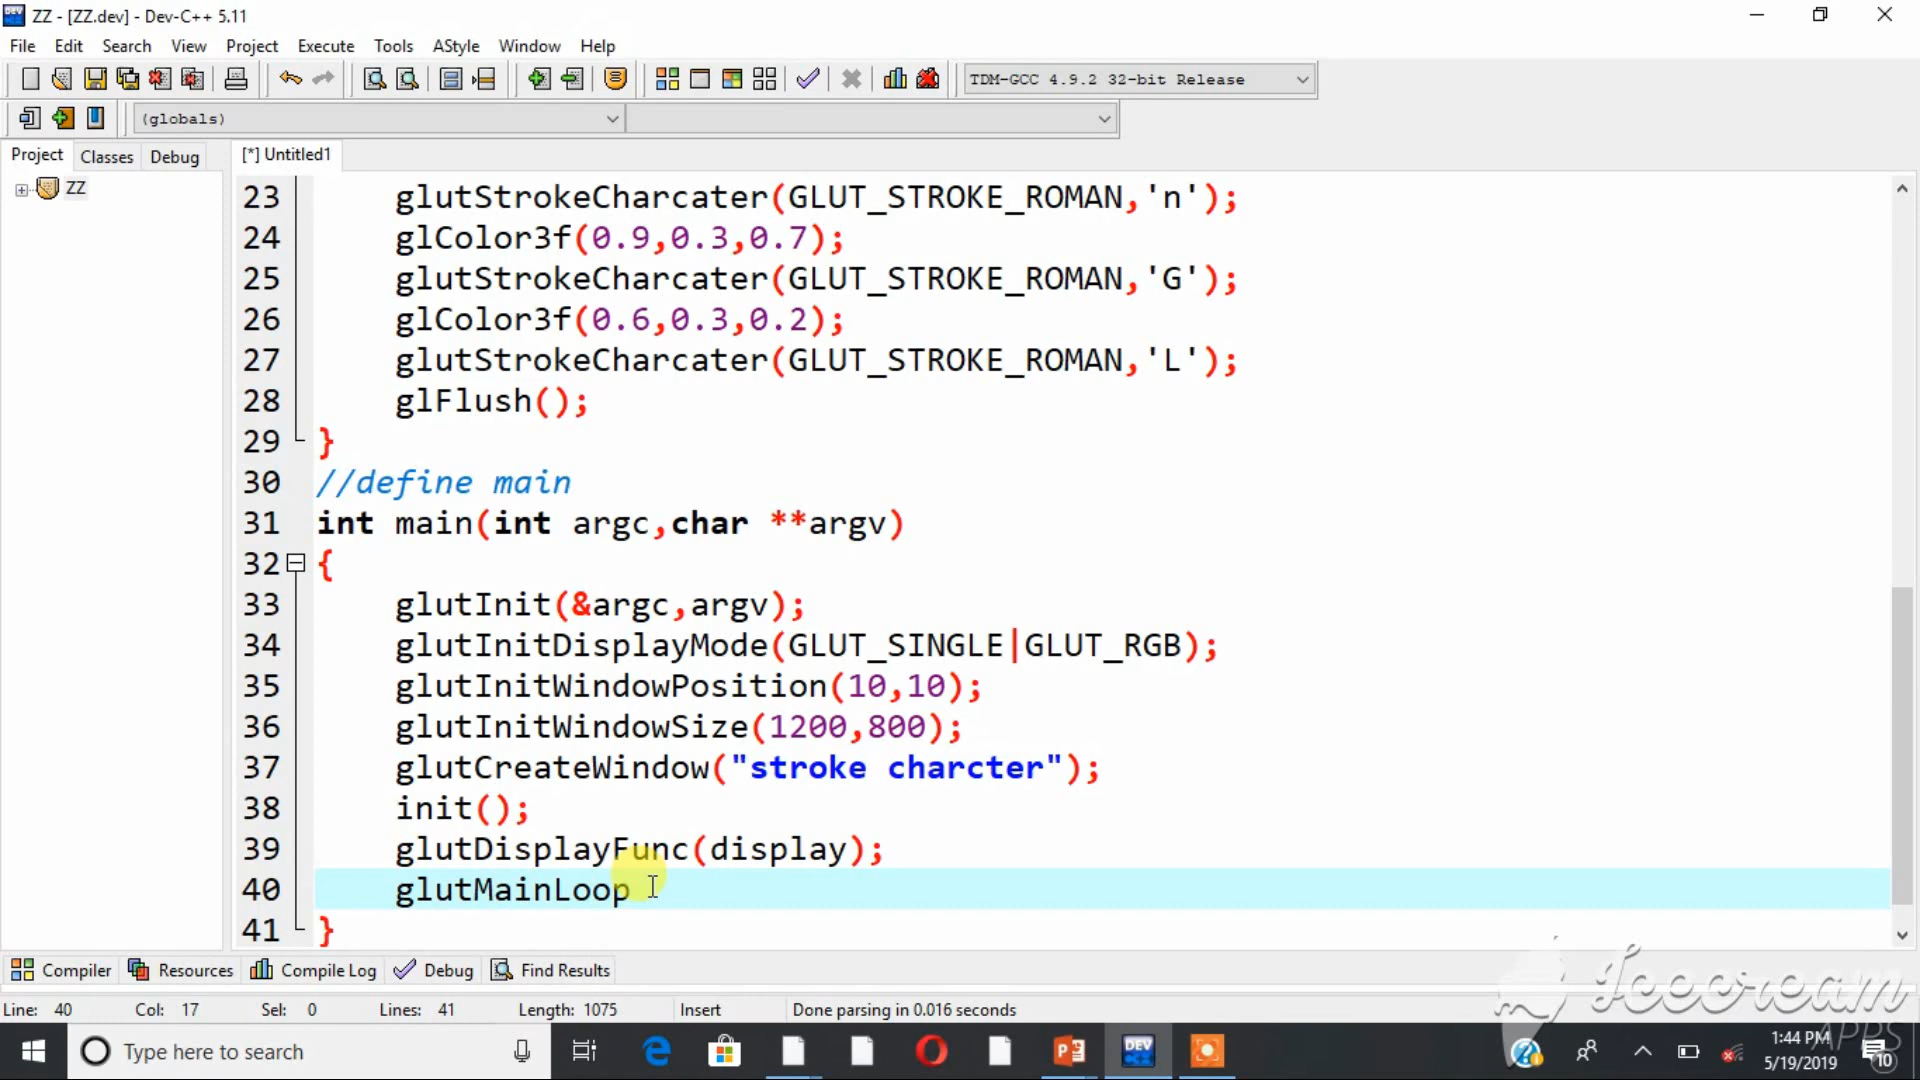 ZZ - [ZZ.dev] - Dev-C++ 5.11
File Edit Search View Project Execute Tools AStyle Window Help
TDM-GCC 4.9.2 32-bit Release
(globals)
Project Classes Debug [*] Untitled1
ZZ
23 glutStrokeCharcater(GLUT_STROKE_ROMAN,'n');
24 glColor3f(0.9,0.3,0.7);
25 glutStrokeCharcater(GLUT_STROKE_ROMAN,'G');
26 glColor3f(0.6,0.3,0.2);
27 glutStrokeCharcater(GLUT_STROKE_ROMAN,'L');
28 glFlush();
29 }
30 //define main
31 int main(int argc,char **argv)
32 {
33 glutInit(&argc,argv);
34 glutInitDisplayMode(GLUT_SINGLE|GLUT_RGB);
35 glutInitWindowPosition(10,10);
36 glutInitWindowSize(1200,800);
37 glutCreateWindow("stroke charcter");
38 init();
39 glutDisplayFunc(display);
40 glutMainLoop
41 }
Compiler Resources Compile Log Debug Find Results
Line: 40 Col: 17 Sel: 0 Lines: 41 Length: 1075 Insert Done parsing in 0.016 seconds
Icecream
APPS
Type here to search
DEV
1:44 PM
5/19/2019
10